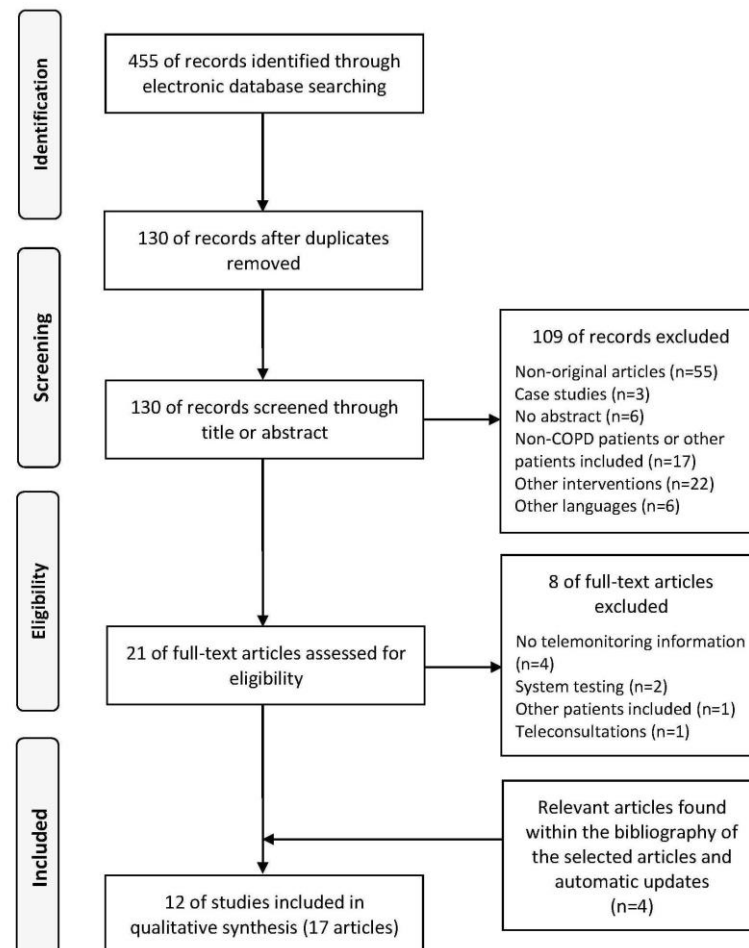 Identification
455 of records identified through
electronic database searching
130 of records after duplicates
removed
Screening
130 of records screened through
title or abstract
109 of records excluded
Non-original articles (n=55)
Case studies (n=3)
No abstract (n=6)
Non-COPD patients or other
patients included (n=17)
Other interventions (n=22)
Other languages (n=6)
Eligibility
21 of full-text articles assessed for
eligibility
8 of full-text articles
excluded
No telemonitoring information
(n=4)
System testing (n=2)
Other patients included (n=1)
Teleconsultations (n=1)
Included
Relevant articles found
within the bibliography of
the selected articles and
automatic updates
(n=4)
12 of studies included in
qualitative synthesis (17 articles)